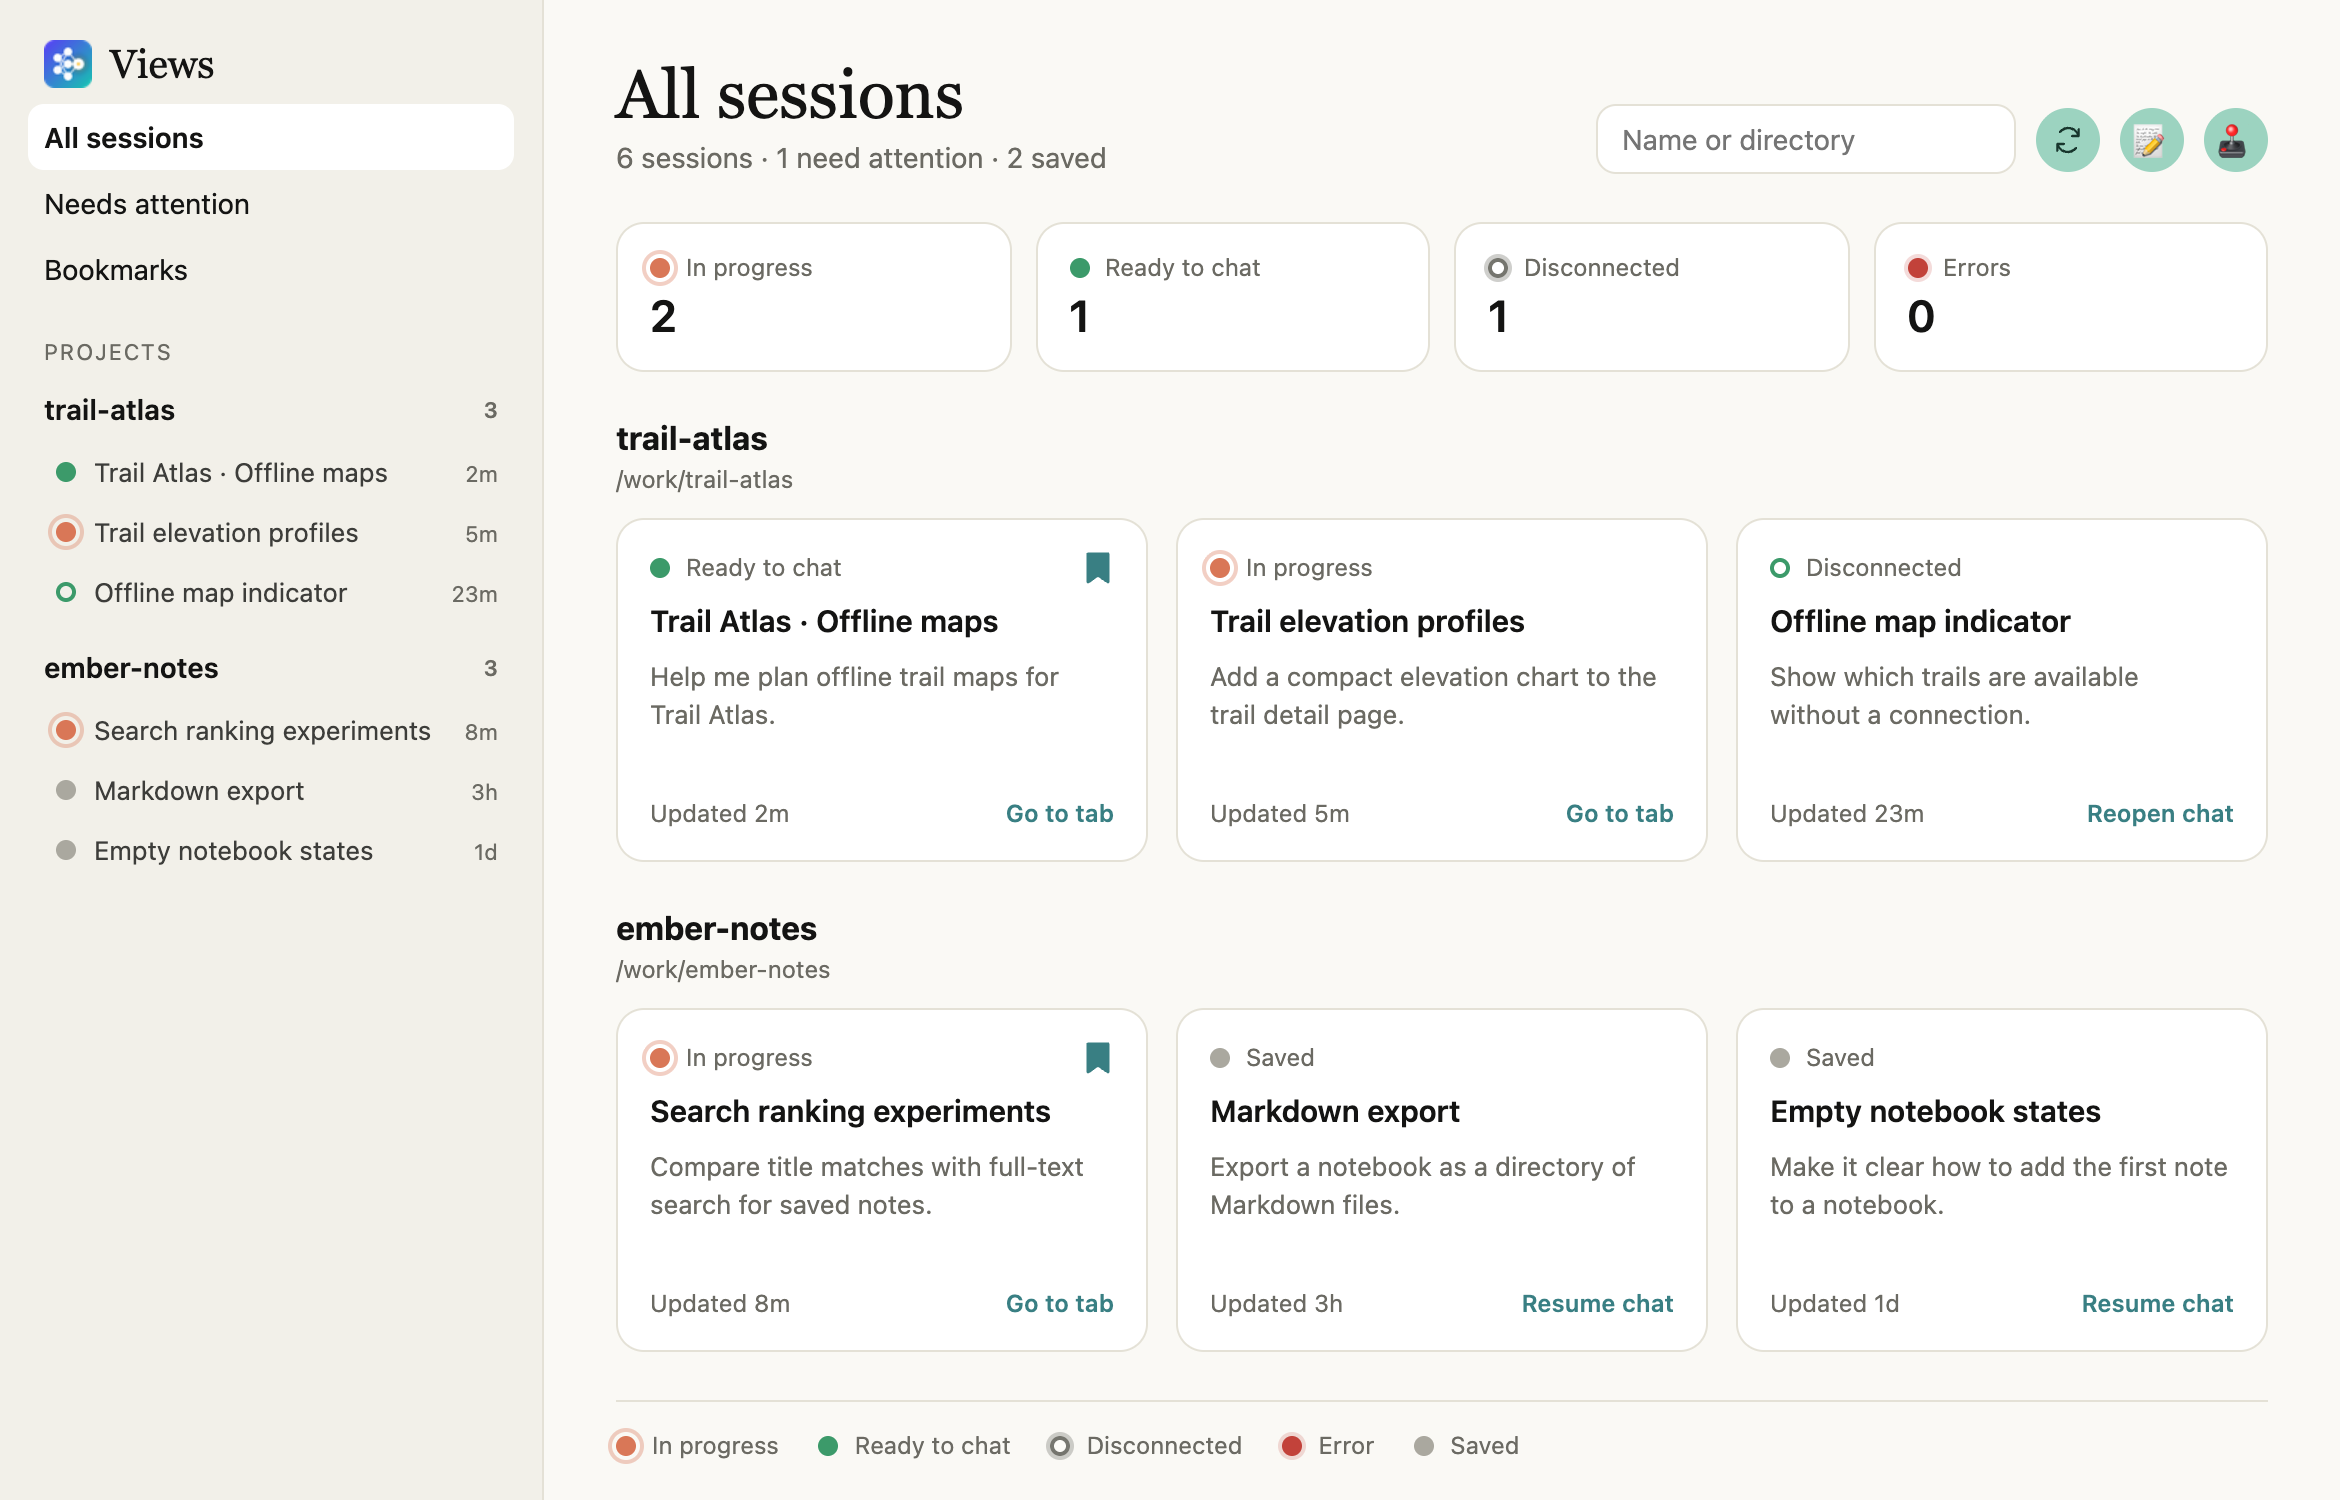 Views
All sessions
Needs attention
Bookmarks
PROJECTS
trail-atlas 3
Trail Atlas · Offline maps 2m
Trail elevation profiles 5m
Offline map indicator 23m
ember-notes 3
Search ranking experiments 8m
Markdown export 3h
Empty notebook states 1d
All sessions
6 sessions · 1 need attention · 2 saved
Name or directory
In progress
2
Ready to chat
1
Disconnected
1
Errors
0
trail-atlas
/work/trail-atlas
Ready to chat
Trail Atlas · Offline maps
Help me plan offline trail maps for
Trail Atlas.
Updated 2m Go to tab
In progress
Trail elevation profiles
Add a compact elevation chart to the
trail detail page.
Updated 5m Go to tab
Disconnected
Offline map indicator
Show which trails are available
without a connection.
Updated 23m Reopen chat
ember-notes
/work/ember-notes
In progress
Search ranking experiments
Compare title matches with full-text
search for saved notes.
Updated 8m Go to tab
Saved
Markdown export
Export a notebook as a directory of
Markdown files.
Updated 3h Resume chat
Saved
Empty notebook states
Make it clear how to add the first note
to a notebook.
Updated 1d Resume chat
In progress Ready to chat Disconnected Error Saved